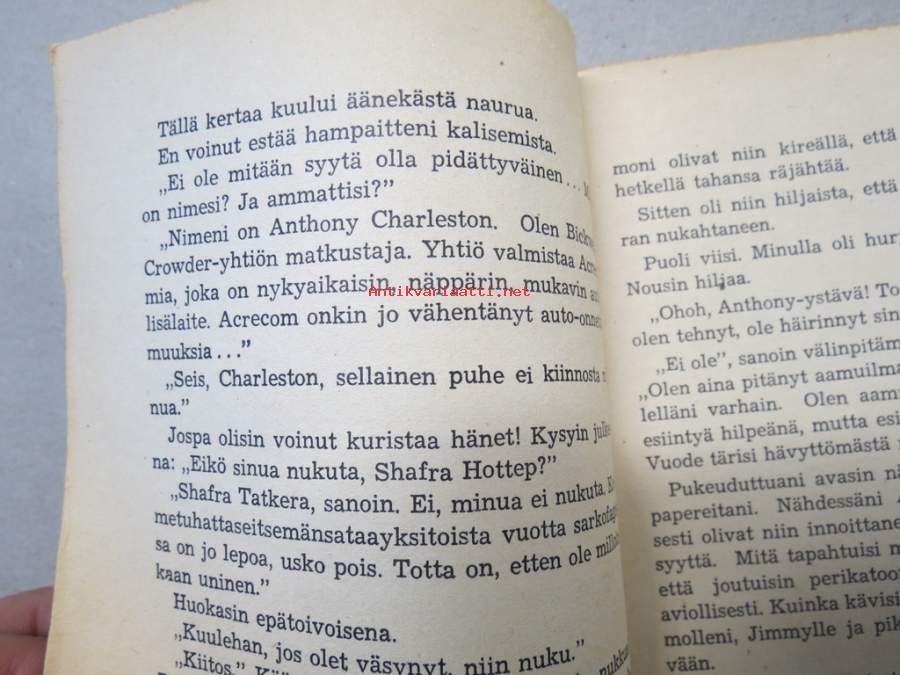 Tällä kertaa kuului äänekästä naurua.
En voinut estää hampaitteni kalisemista.
„Ei ole mitään syytä olla pidättyväinen ...
on nimesi? Ja ammattisi?”
„Nimeni on Anthony Charleston. Olen
Crowder-yhtiön matkustaja. Yhtiö valmistaa
mia, joka on nykyaikaisin, näppärin, mukavin
lisälaite. Acrecom onkin jo vähentänyt
muuksia ...”
„Seis, Charleston, sellainen puhe ei kiinnosta
nua.”
Jospa olisin voinut kuristaa hänet! Kysyin
na: „Eikö sinua nukuta, Shafra Hottep?”
„Shafra Tatkera, sanoin. Ei, minua ei nukuta.
metuhattaseitsemänsataayksitoista vuotta
sa on jo lepoa, usko pois. Totta on, etten ole
kaan uninen.”
Huokasin epätoivoisena.
„Kuulehan, jos olet väsynyt, niin nuku.”
„Kiitos.”
Antikvariaatti.net
moni olivat niin kireällä, että
hetkellä tahansa räjähtää.
Sitten oli niin hiljaista, että
ran nukahtaneen.
Puoli viisi. Minulla oli
Nousin hiljaa.
„Ohoh, Anthony-ystävä!
olen tehnyt, ole häirinnyt
„Ei ole”, sanoin
„Olen aina pitänyt
lelläni varhain. Olen
esiintyä hilpeänä, mutta
Vuode tärisi hävyttömästä
Pukeuduttuani avasin
papereitani. Nähdessäni
sesti olivat niin
syyttä. Mitä tapahtuisi
että joutuisin
aviollisesti. Kuinka
molleni, Jimmylle ja
vään.